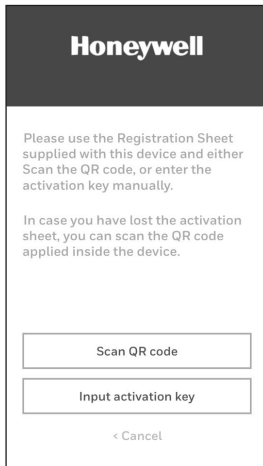 Honeywell
Please use the Registration Sheet
supplied with this device and either
Scan the QR code, or enter the
activation key manually.
In case you have lost the activation
sheet, you can scan the QR code
applied inside the device.
Scan QR code
Input activation key
< Cancel